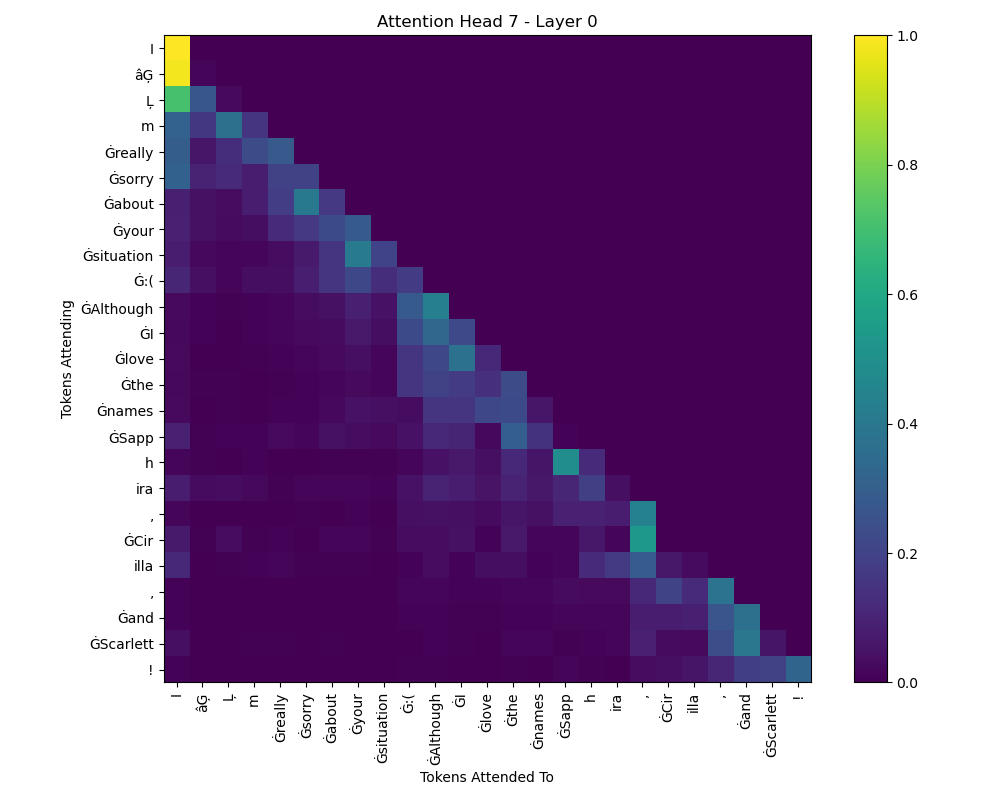 Attention Head 7 - Layer 0
Tokens Attending
I
âĢ
Ļ
m
Ġreally
Ġsorry
Ġabout
Ġyour
Ġsituation
Ġ:(
ĠAlthough
ĠI
Ġlove
Ġthe
Ġnames
ĠSapp
h
ira
,
ĠCir
illa
,
Ġand
ĠScarlett
!
I
âĢ
Ļ
m
Ġreally
Ġsorry
Ġabout
Ġyour
Ġsituation
Ġ:(
ĠAlthough
ĠI
Ġlove
Ġthe
Ġnames
ĠSapp
h
ira
,
ĠCir
illa
,
Ġand
ĠScarlett
!
Tokens Attended To
1.0
0.8
0.6
0.4
0.2
0.0